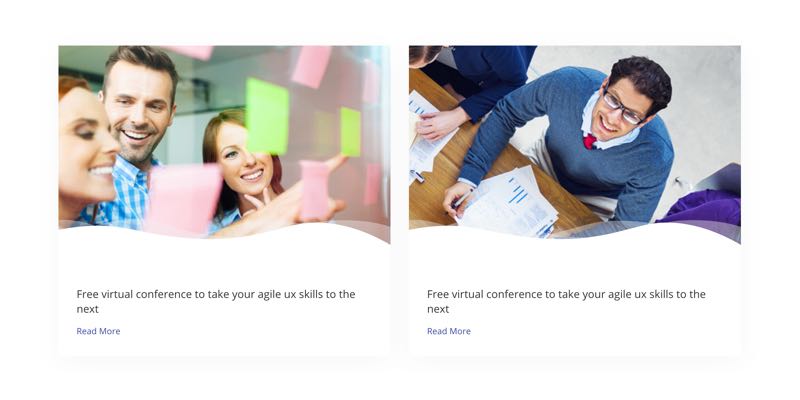 Free virtual conference to take your agile ux skills to the
next
Read More
Free virtual conference to take your agile ux skills to the
next
Read More